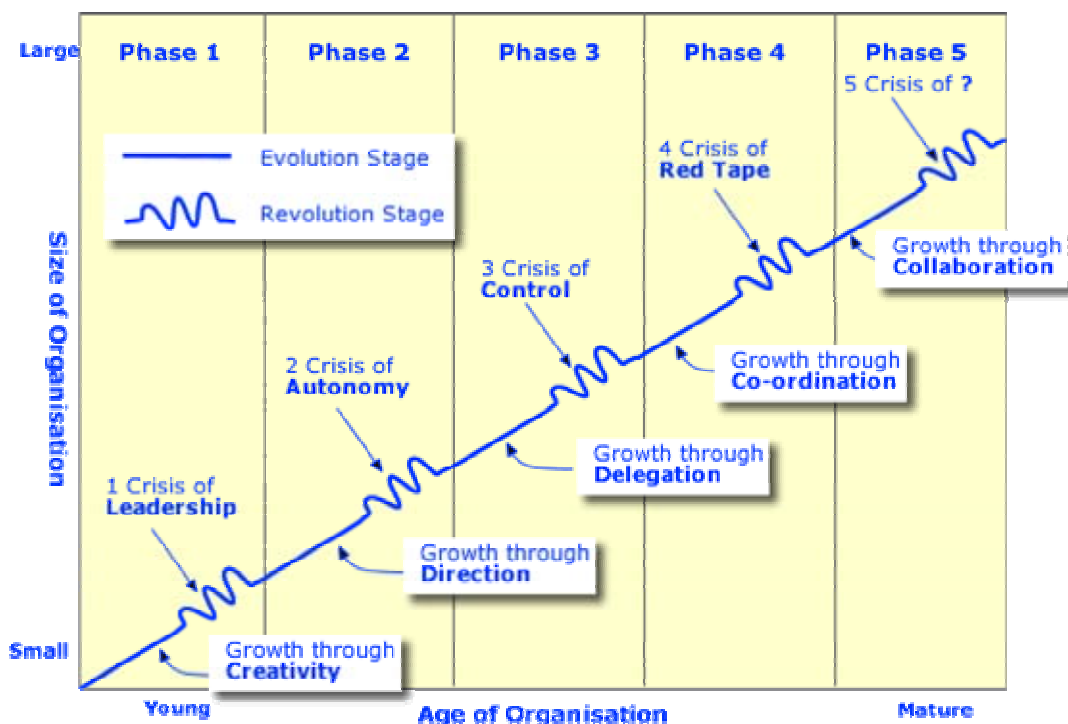 Large
Phase 1
Phase 2
Phase 3
Phase 4
Phase 5
5 Crisis of ?
Evolution Stage
Revolution Stage
4 Crisis of
Red Tape
Growth through
Collaboration
3 Crisis of
Control
Size of Organisation
2 Crisis of
Autonomy
Growth through
Co-ordination
Growth through
Delegation
1 Crisis of
Leadership
Growth through
Direction
Small
Growth through
Creativity
Young
Age of Organisation
Mature